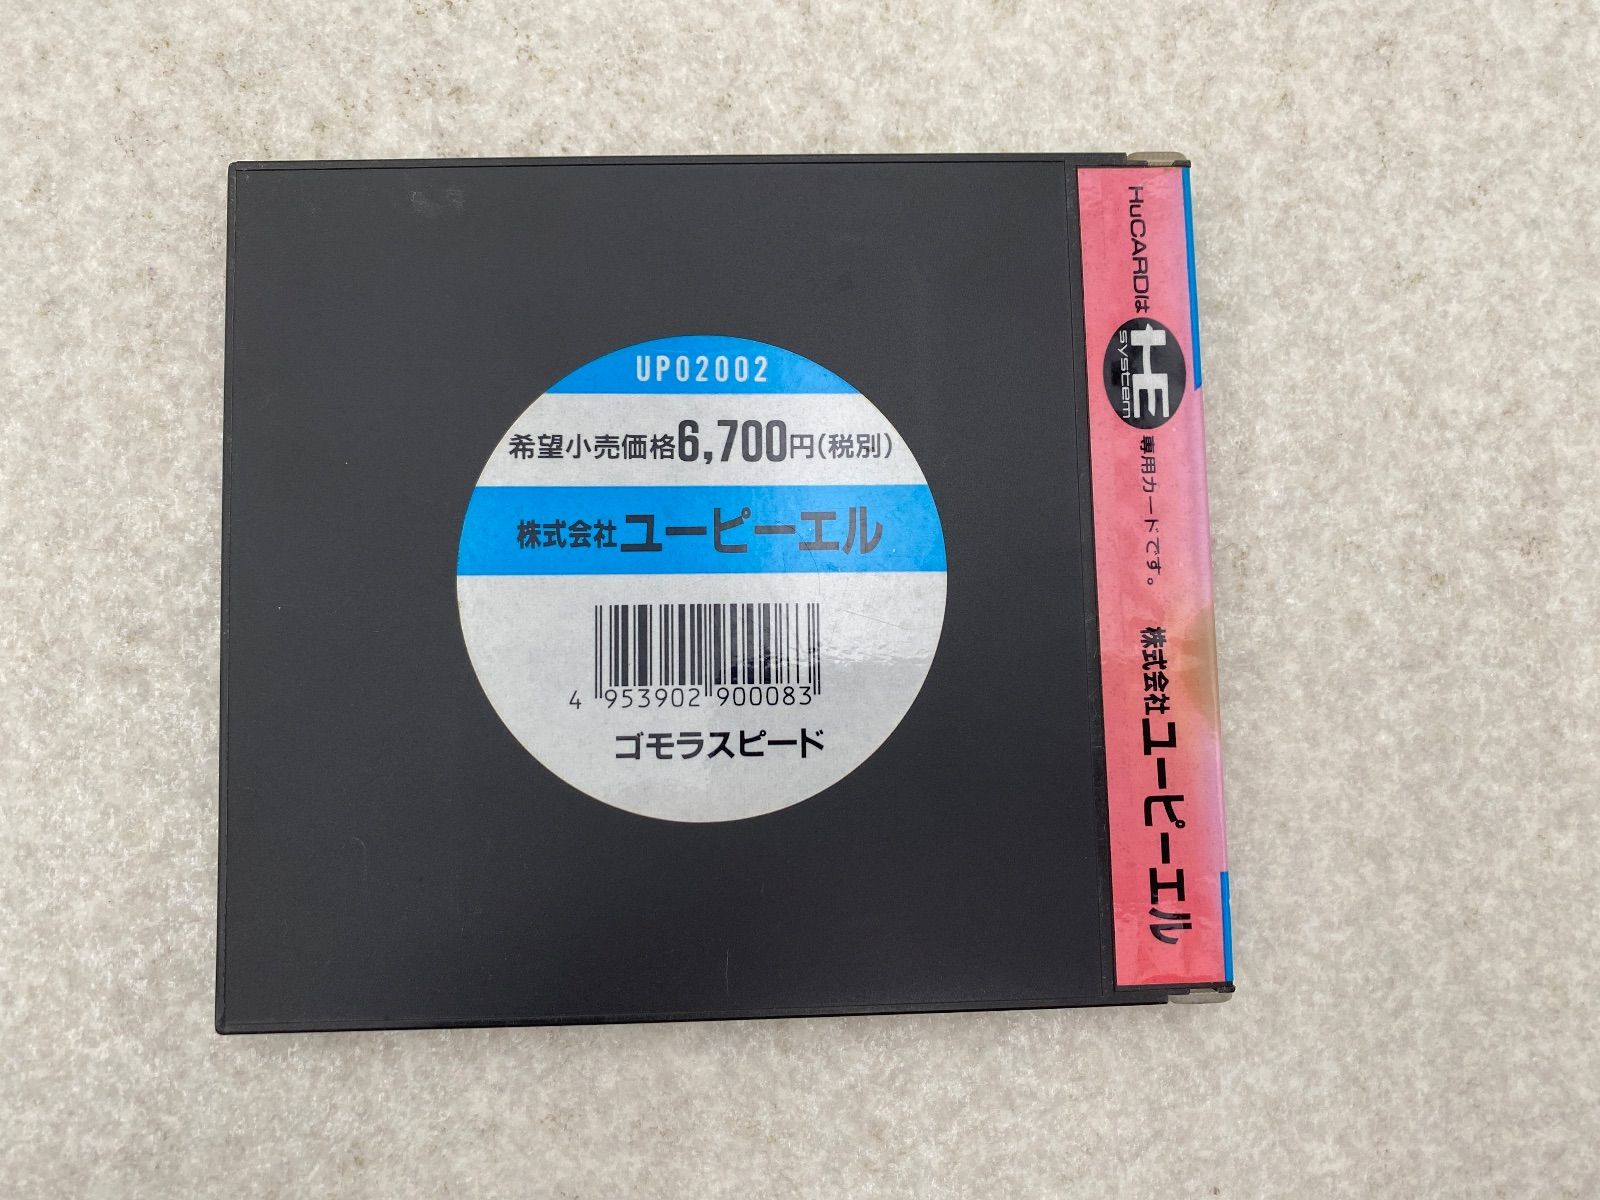 UP02002
希望小売価格6,700円(税別)
株式会社ユーピーエル
4 953902 900083
ゴモラスピード
HuCARDは HE system 専用カードです。 株式会社ユーピーエル